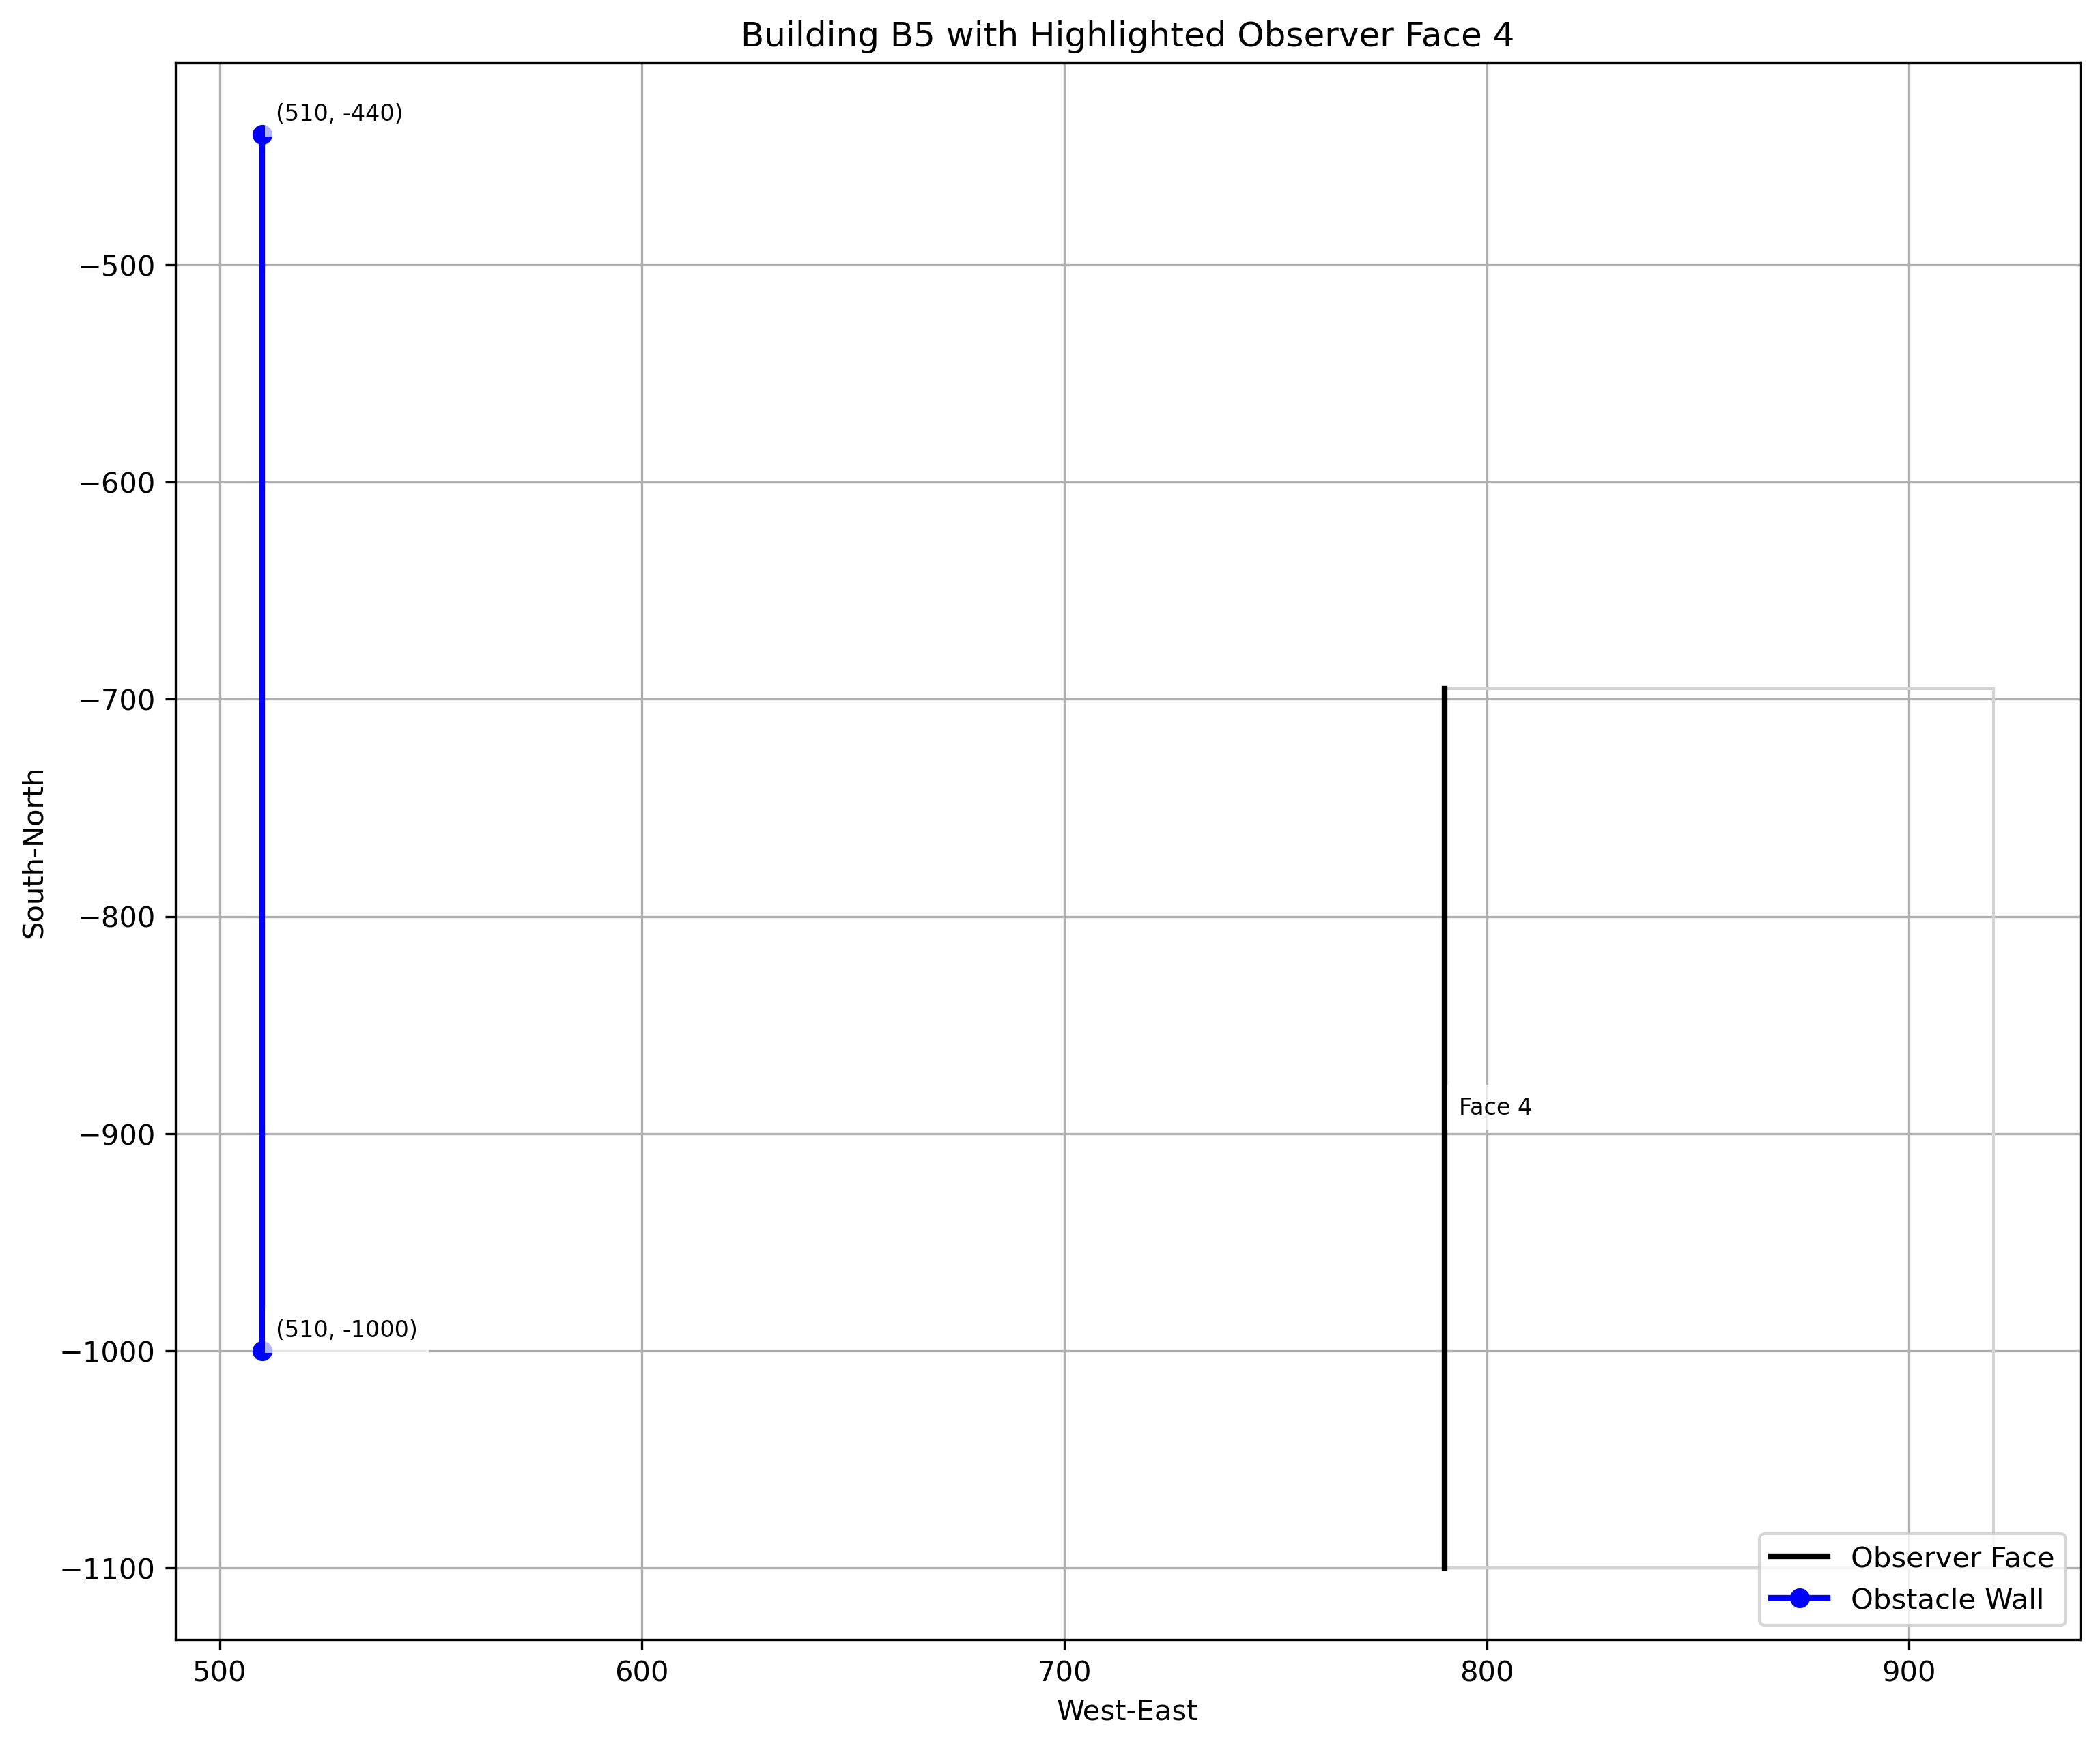 Building B5 with Highlighted Observer Face 4
(510, -440)
−500
−600
−700
−800
−900
−1000
−1100
South-North
Face 4
(510, -1000)
Observer Face
Obstacle Wall
500
600
700
800
900
West-East